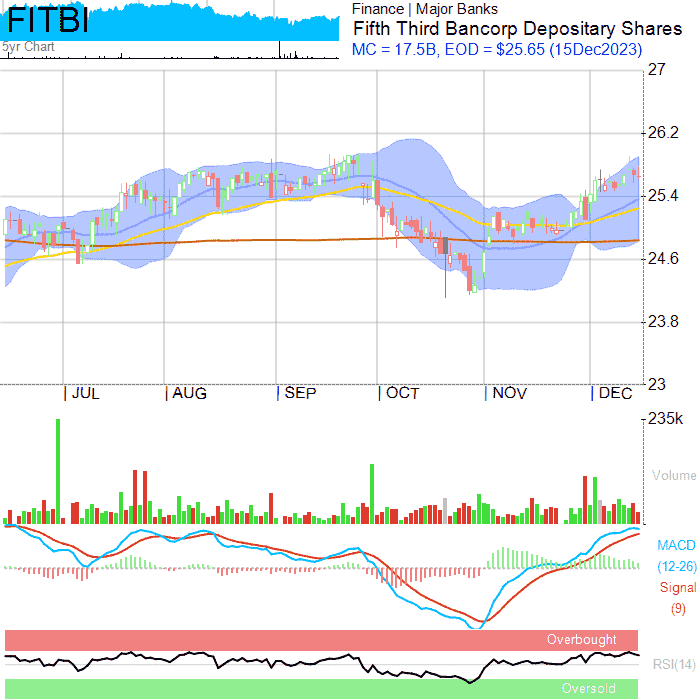 FITBI
5yr Chart
Finance | Major Banks
Fifth Third Bancorp Depositary Shares
MC = 17.5B, EOD = $25.65 (15Dec2023)
27
26.2
25.4
24.6
23.8
23
| JUL | AUG | SEP | OCT | NOV | DEC
235k
Volume
MACD
(12-26)
Signal
(9)
Overbought
RSI(14)
Oversold